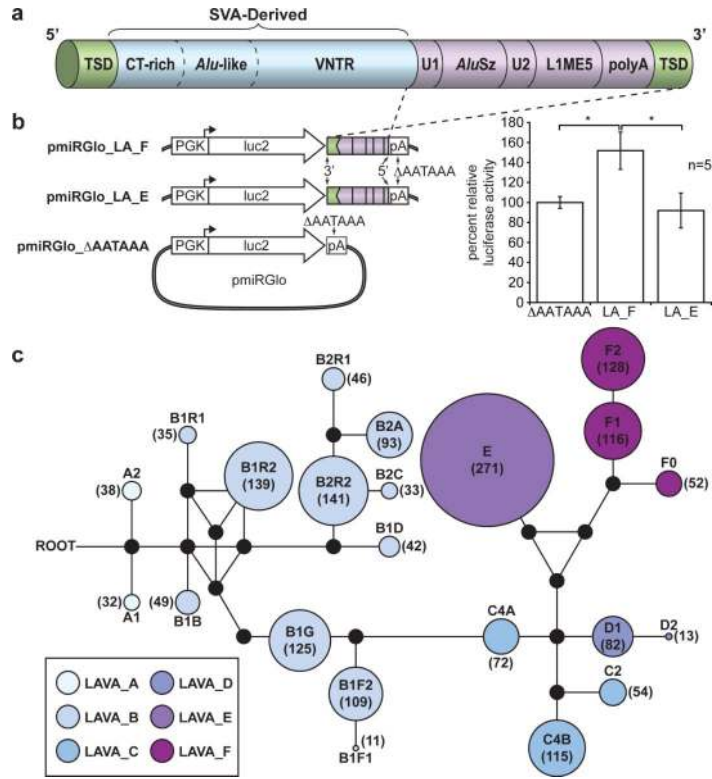 a
SVA-Derived
5’ 3’
TSD CT-rich Alu-like VNTR U1 AluSz U2 L1ME5 polyA TSD
b
pmiRGlo_LA_F PGK luc2 pA
3’ 5’ ΔAATAAA
pmiRGlo_LA_E PGK luc2 pA
ΔAATAAA
pmiRGlo_ΔAATAAA PGK luc2 pA
pmiRGlo
percent relative
luciferase activity
180
160
140
120
100
80
60
40
20
0
* *
n=5
ΔAATAAA LA_F LA_E
c
ROOT
A2
(38)
(32)
A1
B1R1
(35)
(49)
B1B
B1R2
(139)
B2R1
(46)
B2A
(93)
B2R2
(141)
B2C
(33)
B1D
(42)
B1G
(125)
B1F2
(109)
(11)
B1F1
E
(271)
F2
(128)
F1
(116)
F0
(52)
C4A
(72)
D1
(82)
D2
(13)
C2
(54)
C4B
(115)
LAVA_A LAVA_D
LAVA_B LAVA_E
LAVA_C LAVA_F